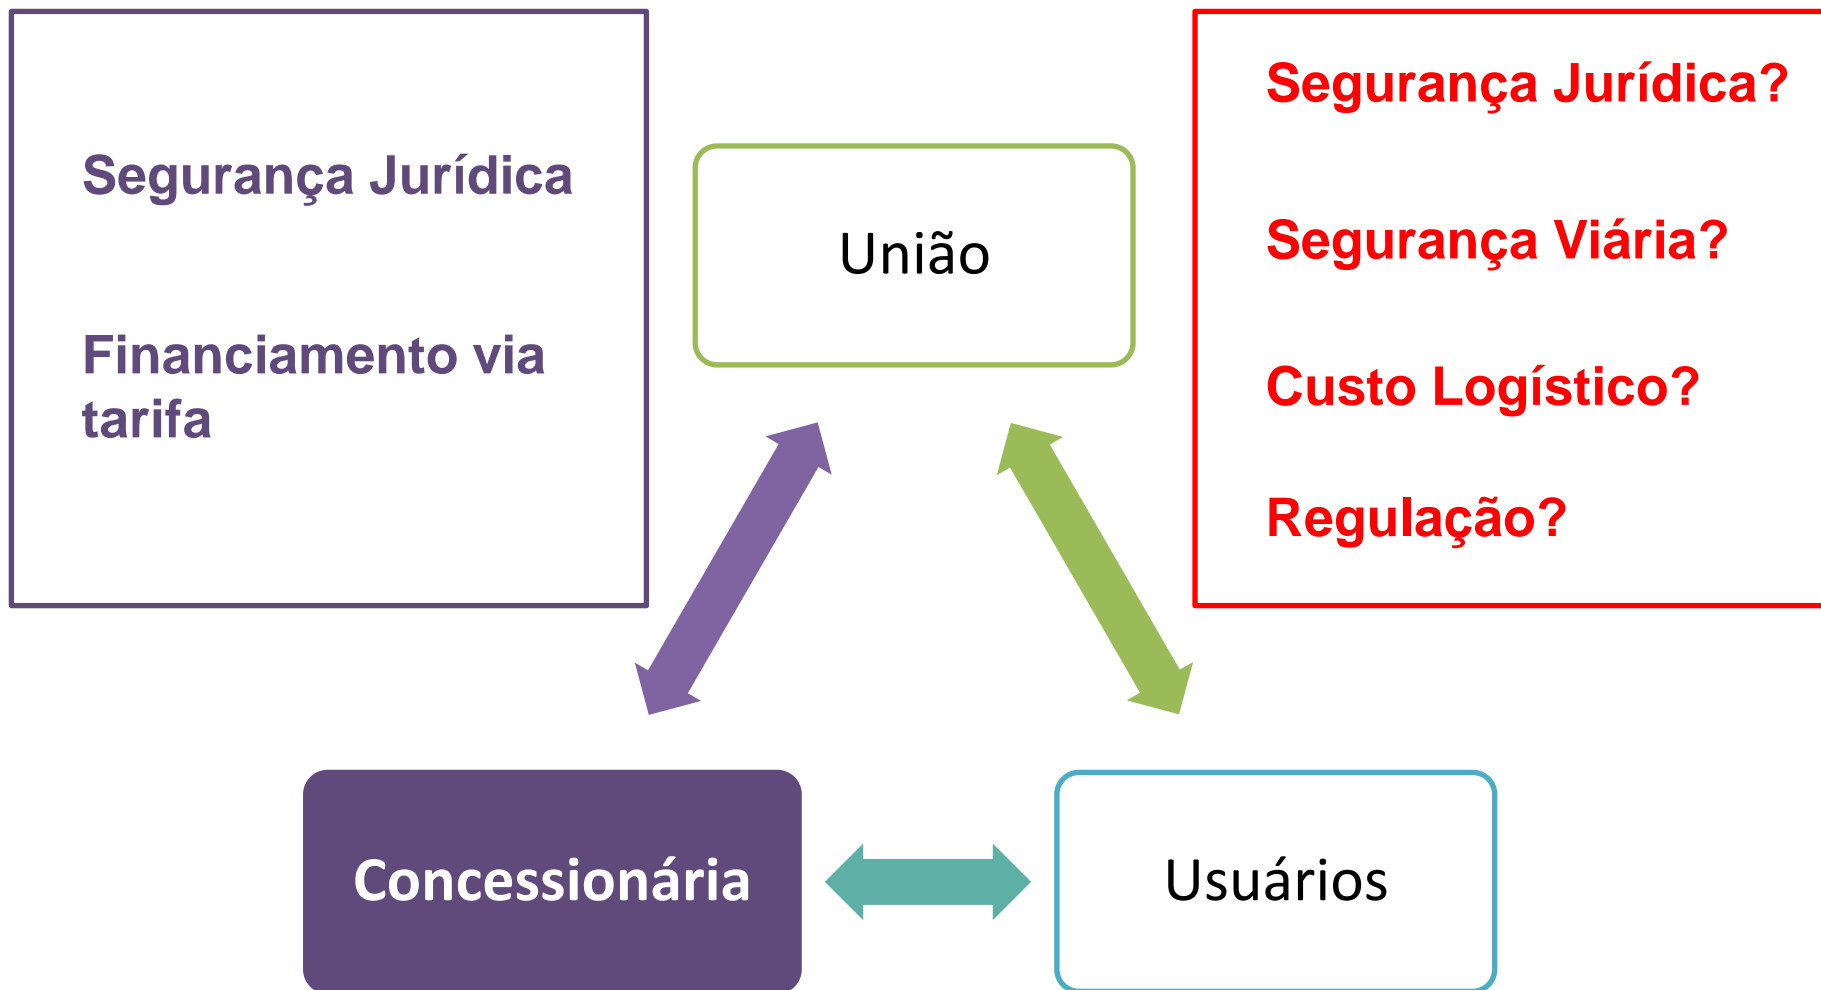 Segurança Jurídica
Financiamento via
tarifa
União
Segurança Jurídica?
Segurança Viária?
Custo Logístico?
Regulação?
Concessionária
Usuários